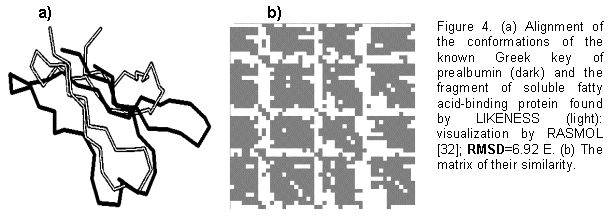 a)
b)
Figure 4. (a) Alignment of
the conformations of the
known Greek key of
prealbumin (dark) and the
fragment of soluble fatty
acid-binding protein found
by LIKENESS (light):
visualization by RASMOL
[32]; RMSD=6.92 E. (b) The
matrix of their similarity.